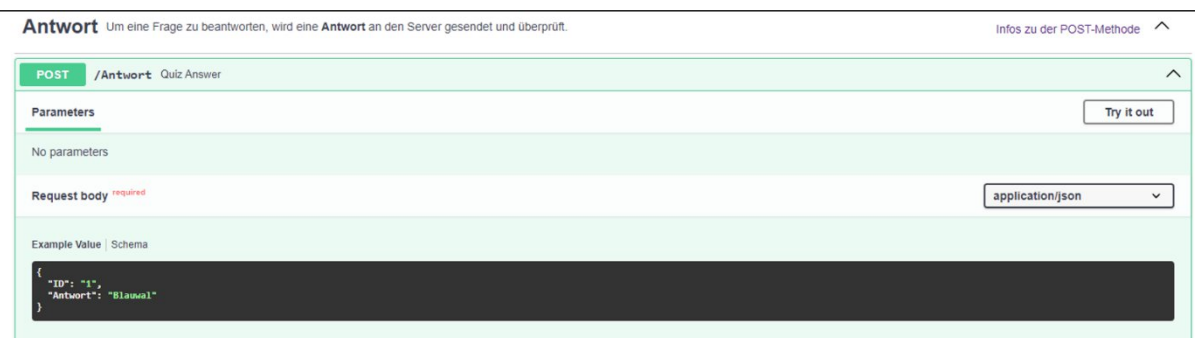 Antwort Um eine Frage zu beantworten, wird eine Antwort an den Server gesendet und überprüft. Infos zu der POST-Methode
POST /Antwort Quiz Answer
Parameters Try it out
No parameters
Request body required application/json
Example Value | Schema
{
"ID": "1",
"Antwort": "Blauwal"
}